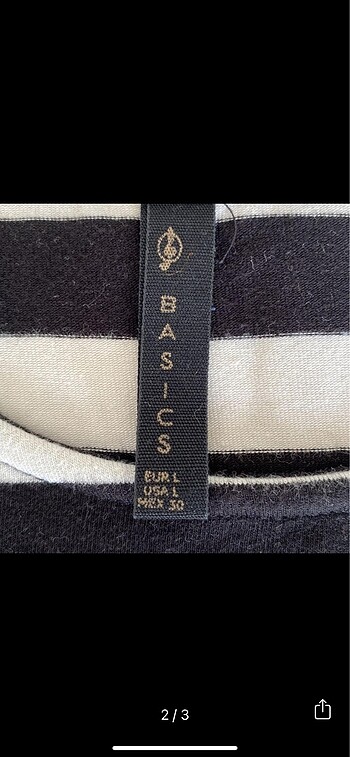 BASICS
EUR L
USA L
MEX 30
2/3